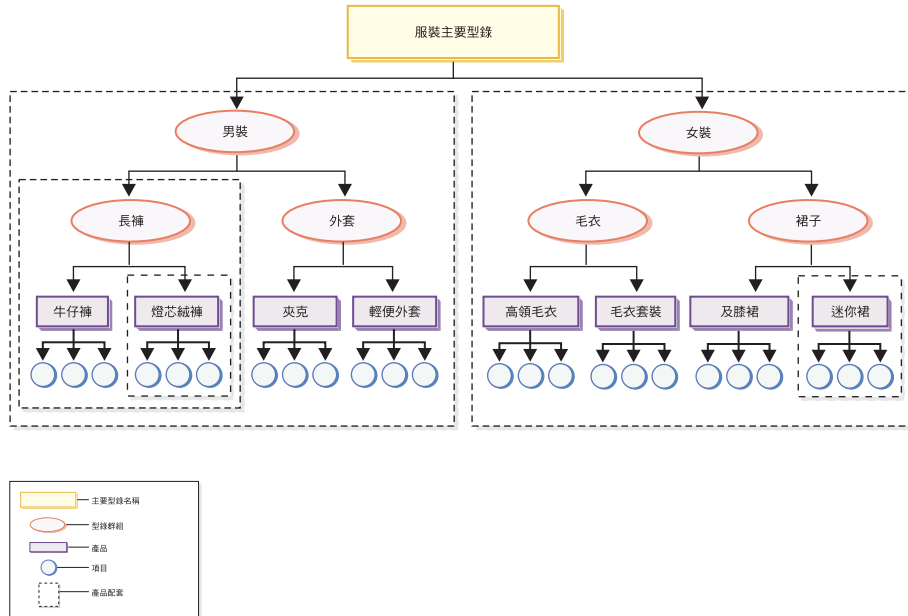 服裝主要型錄
男裝
女裝
長褲
外套
毛衣
裙子
牛仔褲
燈芯絨褲
夾克
輕便外套
高領毛衣
毛衣套裝
及膝裙
迷你裙
主要型錄名稱
型錄群組
產品
項目
產品配套